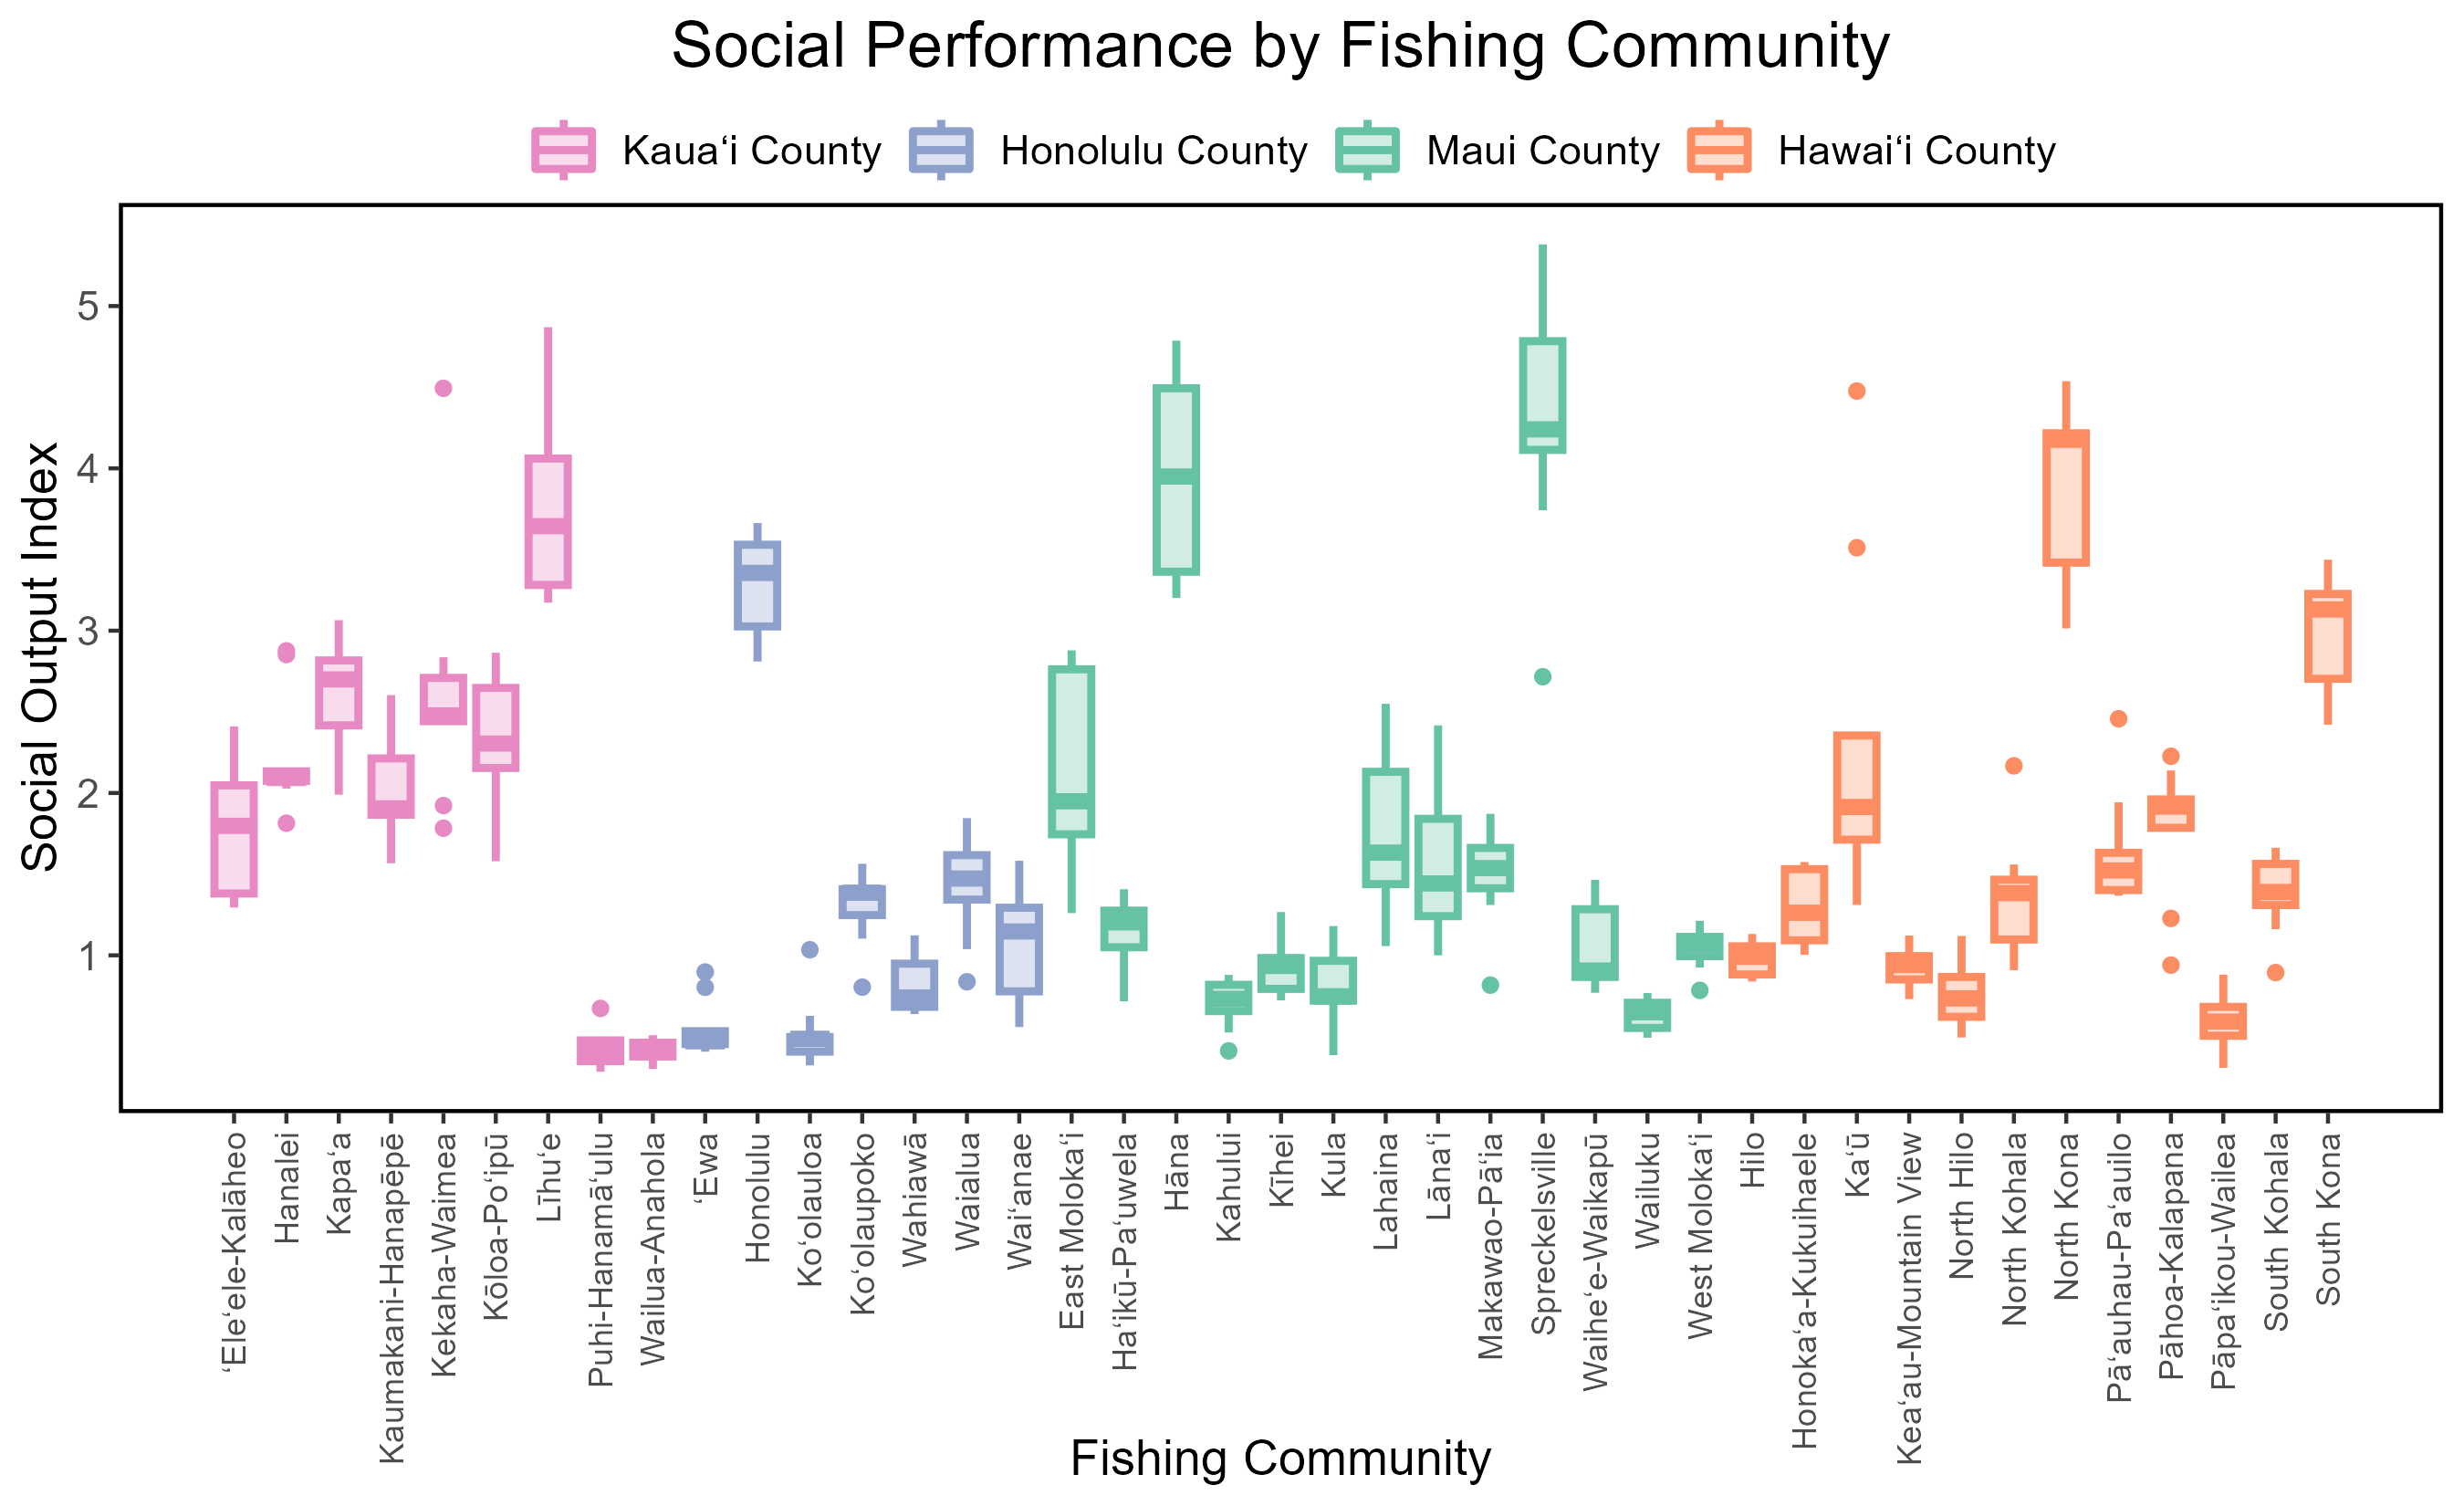 Social Performance by Fishing Community
Kauaʻi County Honolulu County Maui County Hawaiʻi County
Social Output Index
5
4
3
2
1
ʻEleʻele-Kalāheo
Hanalei
Kapaʻa
Kaumakani-Hanapēpē
Kekaha-Waimea
Kōloa-Poʻipū
Līhuʻe
Puhi-Hanamāʻulu
Wailua-Anahola
ʻEwa
Honolulu
Koʻolauloa
Koʻolaupoko
Wahiawā
Waialua
Waiʻanae
East Molokaʻi
Haʻikū-Paʻuwela
Hāna
Kahului
Kīhei
Kula
Lahaina
Lānaʻi
Makawao-Pāʻia
Spreckelsville
Waiheʻe-Waikapū
Wailuku
West Molokaʻi
Hilo
Honokaʻa-Kukuihaele
Kaʻū
Keaʻau-Mountain View
North Hilo
North Kohala
North Kona
Pāʻauhau-Paʻauilo
Pāhoa-Kalapana
Pāpaʻikou-Wailea
South Kohala
South Kona
Fishing Community